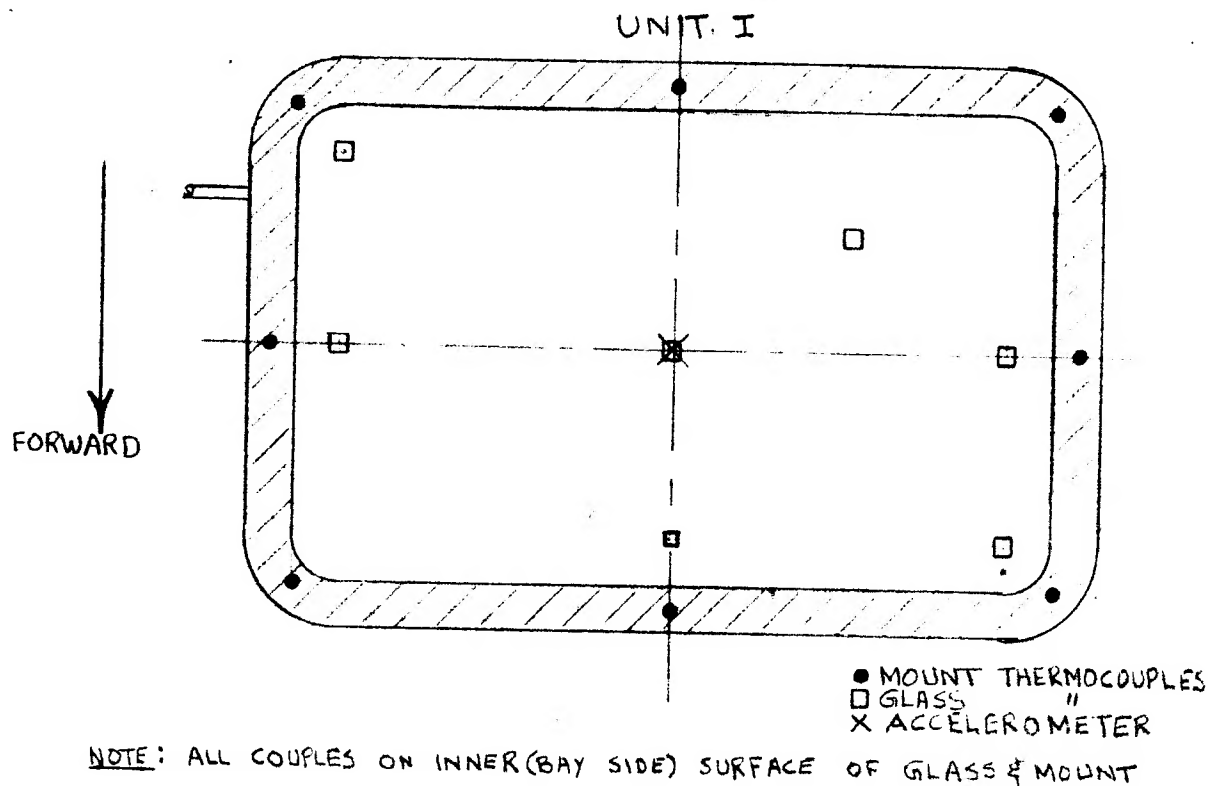 UNIT. I
FORWARD
● MOUNT THERMOCOUPLES
□ GLASS "
X ACCELEROMETER
NOTE: ALL COUPLES ON INNER (BAY SIDE) SURFACE OF GLASS & MOUNT